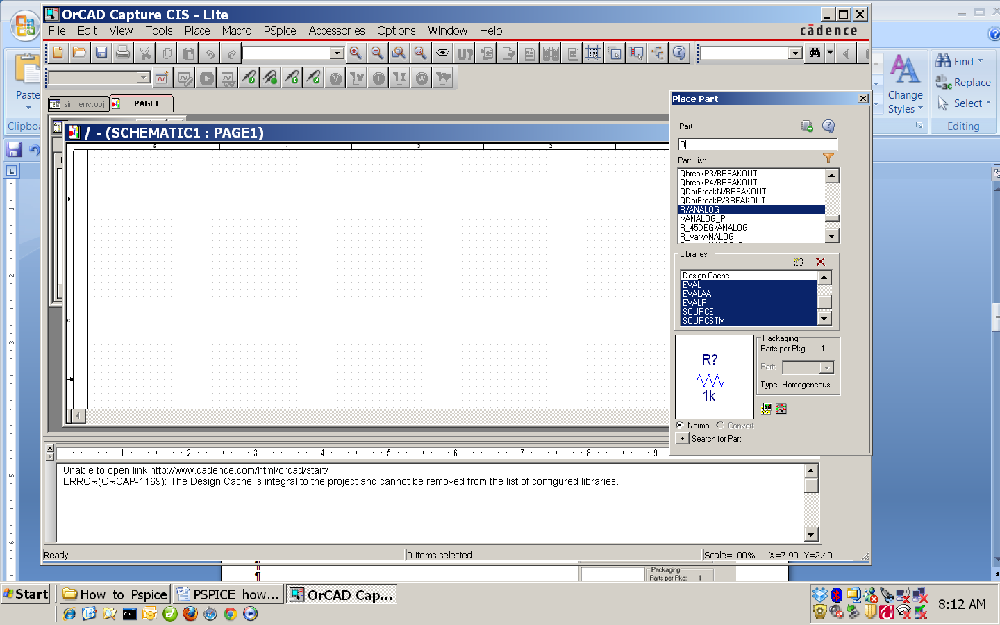 OrCAD Capture CIS - Lite
File Edit View Tools Place Macro PSpice Accessories Options Window Help
cādence
Paste
Clipboa
sim_env.opj
PAGE1
/ - (SCHEMATIC1 : PAGE1)
5 4 3 2
D
C
Place Part
Part
R
Part List:
QbreakP3/BREAKOUT
QbreakP4/BREAKOUT
QDarBreakN/BREAKOUT
QDarBreakP/BREAKOUT
R/ANALOG
r/ANALOG_P
R_45DEG/ANALOG
R_var/ANALOG
Libraries:
Design Cache
EVAL
EVALAA
EVALP
SOURCE
SOURCSTM
R?
1k
Packaging
Parts per Pkg: 1
Part:
Type: Homogeneous
Normal Convert
+ Search for Part
Change
Styles
Find
Replace
Select
Editing
1 2 3 4 5 6 7 8 9
Unable to open link http://www.cadence.com/html/orcad/start/
ERROR(ORCAP-1169): The Design Cache is integral to the project and cannot be removed from the list of configured libraries.
Ready
0 items selected
Scale=100% X=7.90 Y=2.40
Packaging
Parts per Pkg: 1
1
2
3
4
5
6
Start
How_to_Pspice
PSPICE_how...
OrCAD Cap...
8:12 AM